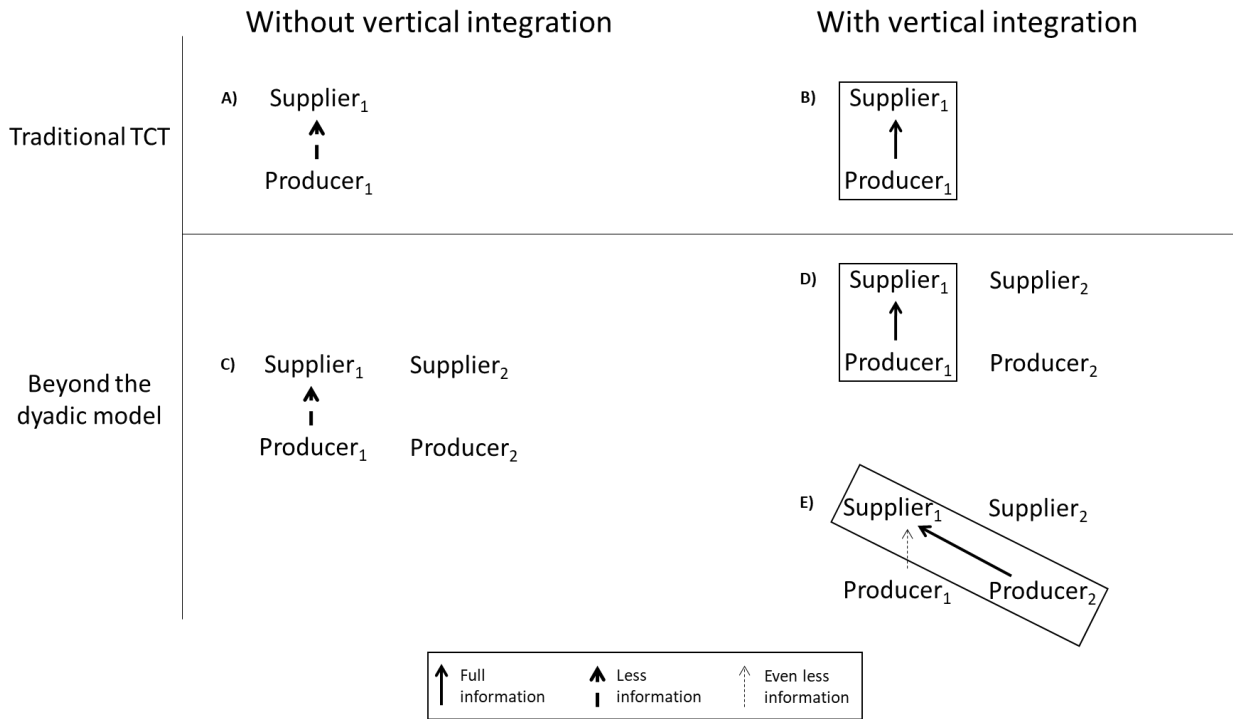 Without vertical integration
With vertical integration
Traditional TCT
A)
Supplier₁
Producer₁
B)
Supplier₁
Producer₁
Beyond the
dyadic model
C)
Supplier₁
Supplier₂
Producer₁
Producer₂
D)
Supplier₁
Supplier₂
Producer₁
Producer₂
E)
Supplier₁
Supplier₂
Producer₁
Producer₂
Full
information
Less
information
Even less
information